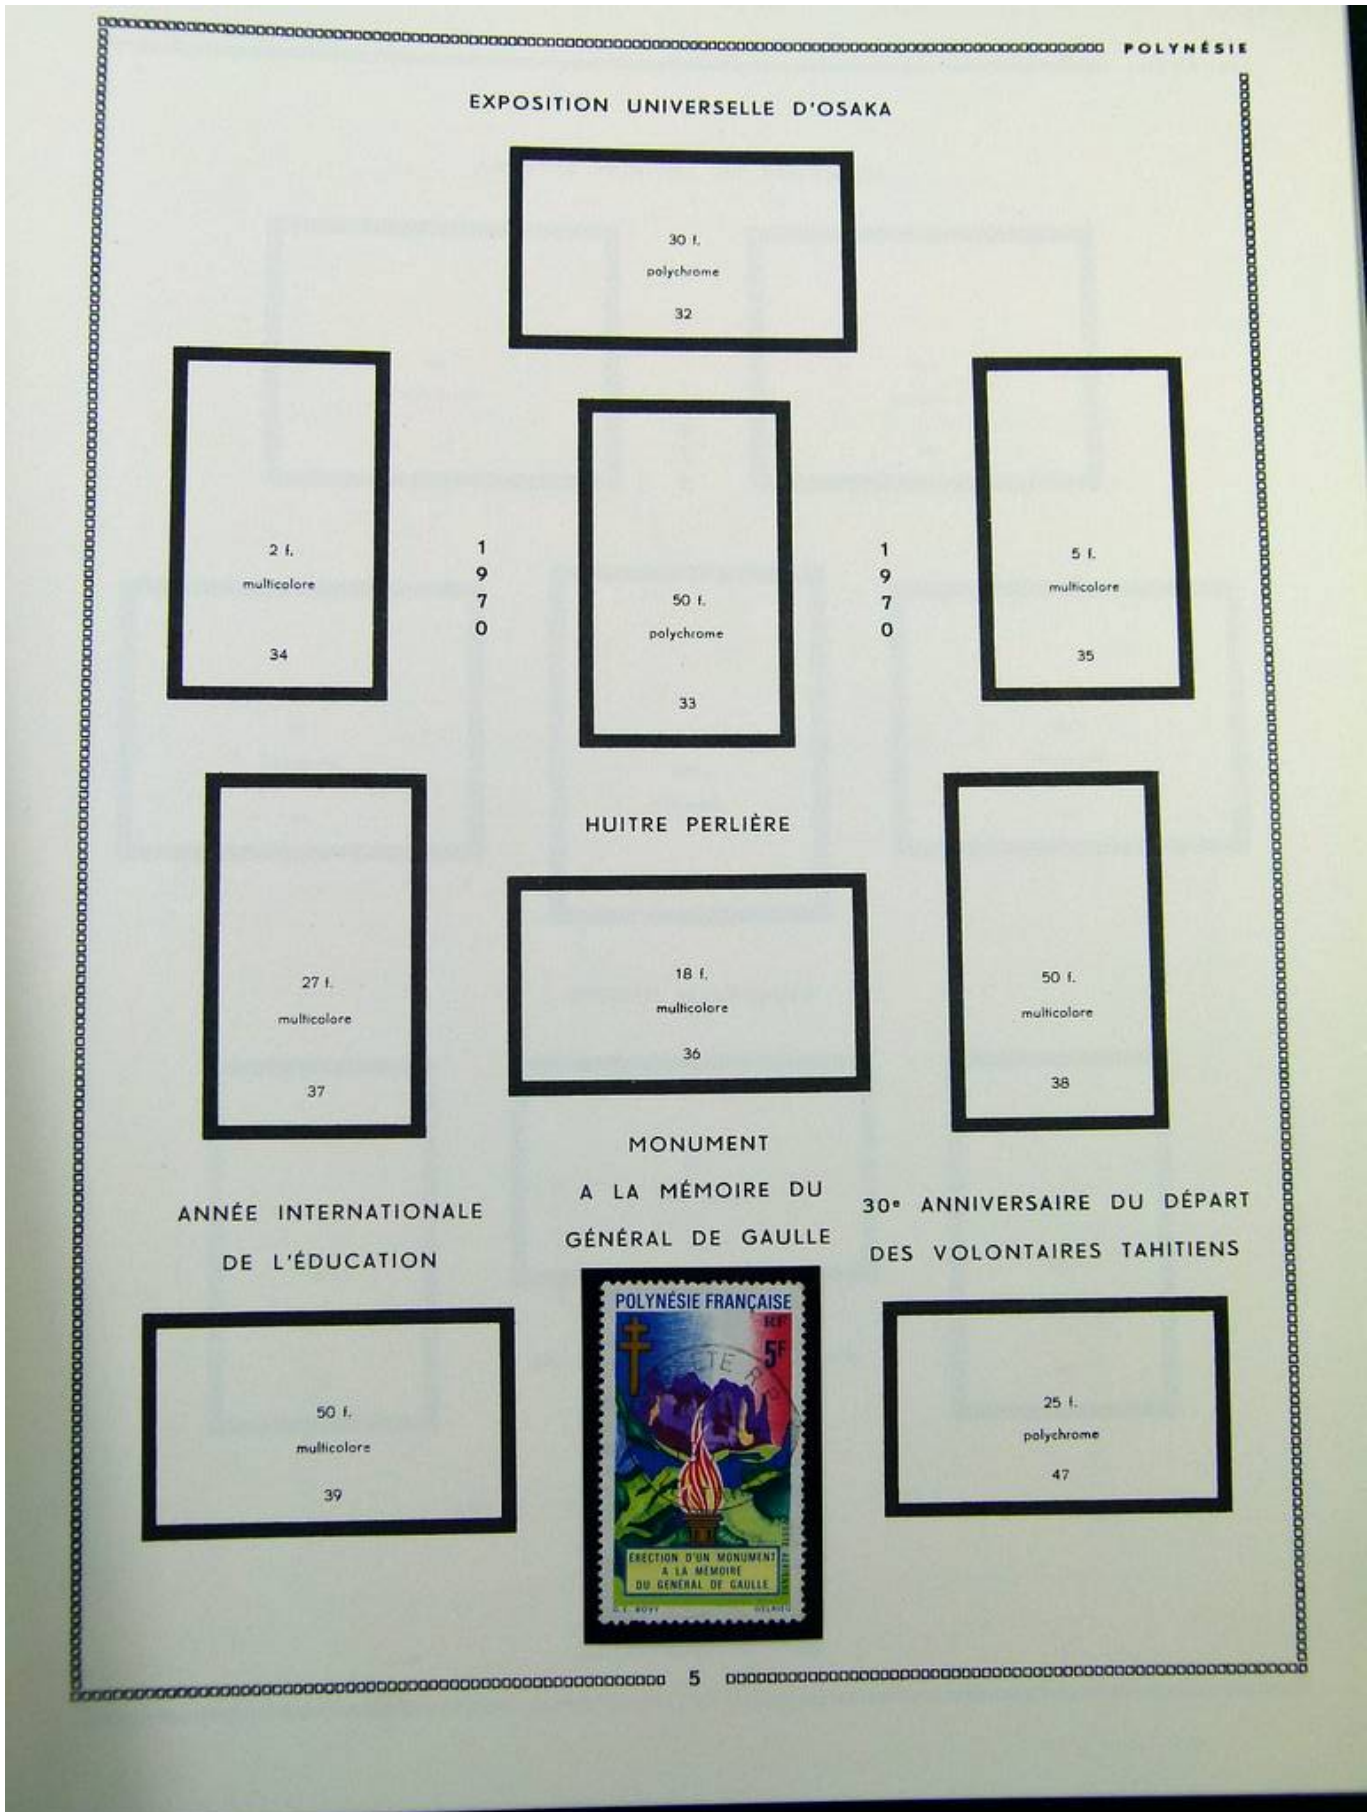 POLYNÉSIE
EXPOSITION UNIVERSELLE D'OSAKA
30 f.
polychrome
32
2 f.
multicolore
34
1
9
7
0
50 f.
polychrome
33
1
9
7
0
5 f.
multicolore
35
HUITRE PERLIÈRE
27 f.
multicolore
37
18 f.
multicolore
36
50 f.
multicolore
38
ANNÉE INTERNATIONALE
DE L'ÉDUCATION
MONUMENT
A LA MÉMOIRE DU
GÉNÉRAL DE GAULLE
30e ANNIVERSAIRE DU DÉPART
DES VOLONTAIRES TAHITIENS
50 f.
multicolore
39
POLYNÉSIE FRANÇAISE
RF
5F
ÉRECTION D'UN MONUMENT
A LA MÉMOIRE
DU GÉNÉRAL DE GAULLE
DELRIEU
25 f.
polychrome
47
5